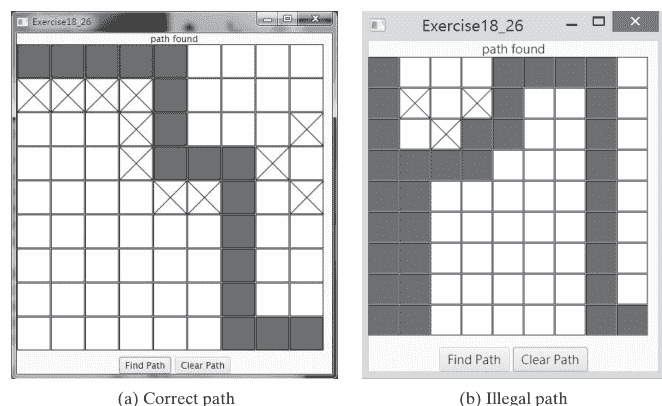 Exercise18_26
path found
Find Path
Clear Path
(a) Correct path
Exercise18_26
path found
Find Path
Clear Path
(b) Illegal path